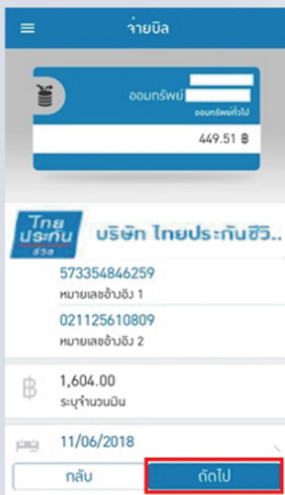 จ่ายบิล
ออมทรัพย์
ออมทรัพย์ทั่วไป
449.51 ฿
ไทย
ประกัน
ชีวิต
บริษัท ไทยประกันชีวิ..
573354846259
หมายเลขอ้างอิง 1
021125610809
หมายเลขอ้างอิง 2
฿
1,604.00
ระบุจำนวนเงิน
11/06/2018
กลับ
ถัดไป